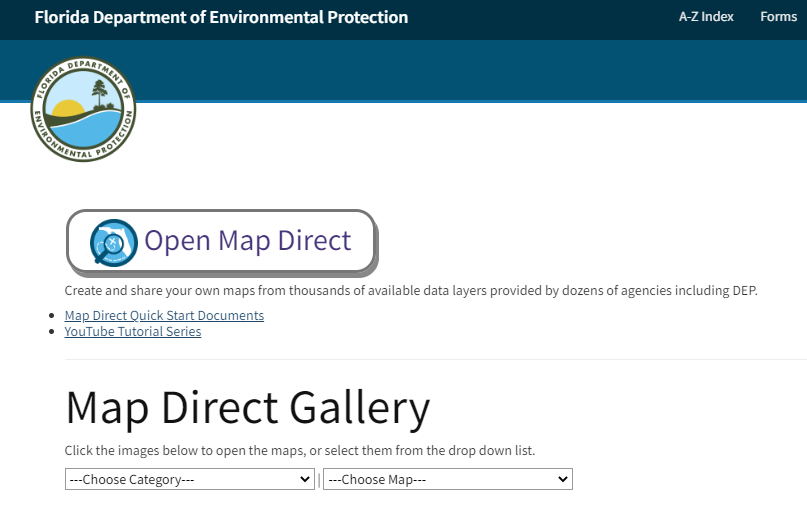 Florida Department of Environmental Protection
A-Z Index
Forms
FLORIDA DEPARTMENT OF
ENVIRONMENTAL PROTECTION
Open Map Direct
Create and share your own maps from thousands of available data layers provided by dozens of agencies including DEP.
Map Direct Quick Start Documents
YouTube Tutorial Series
Map Direct Gallery
Click the images below to open the maps, or select them from the drop down list.
---Choose Category--- | ---Choose Map---